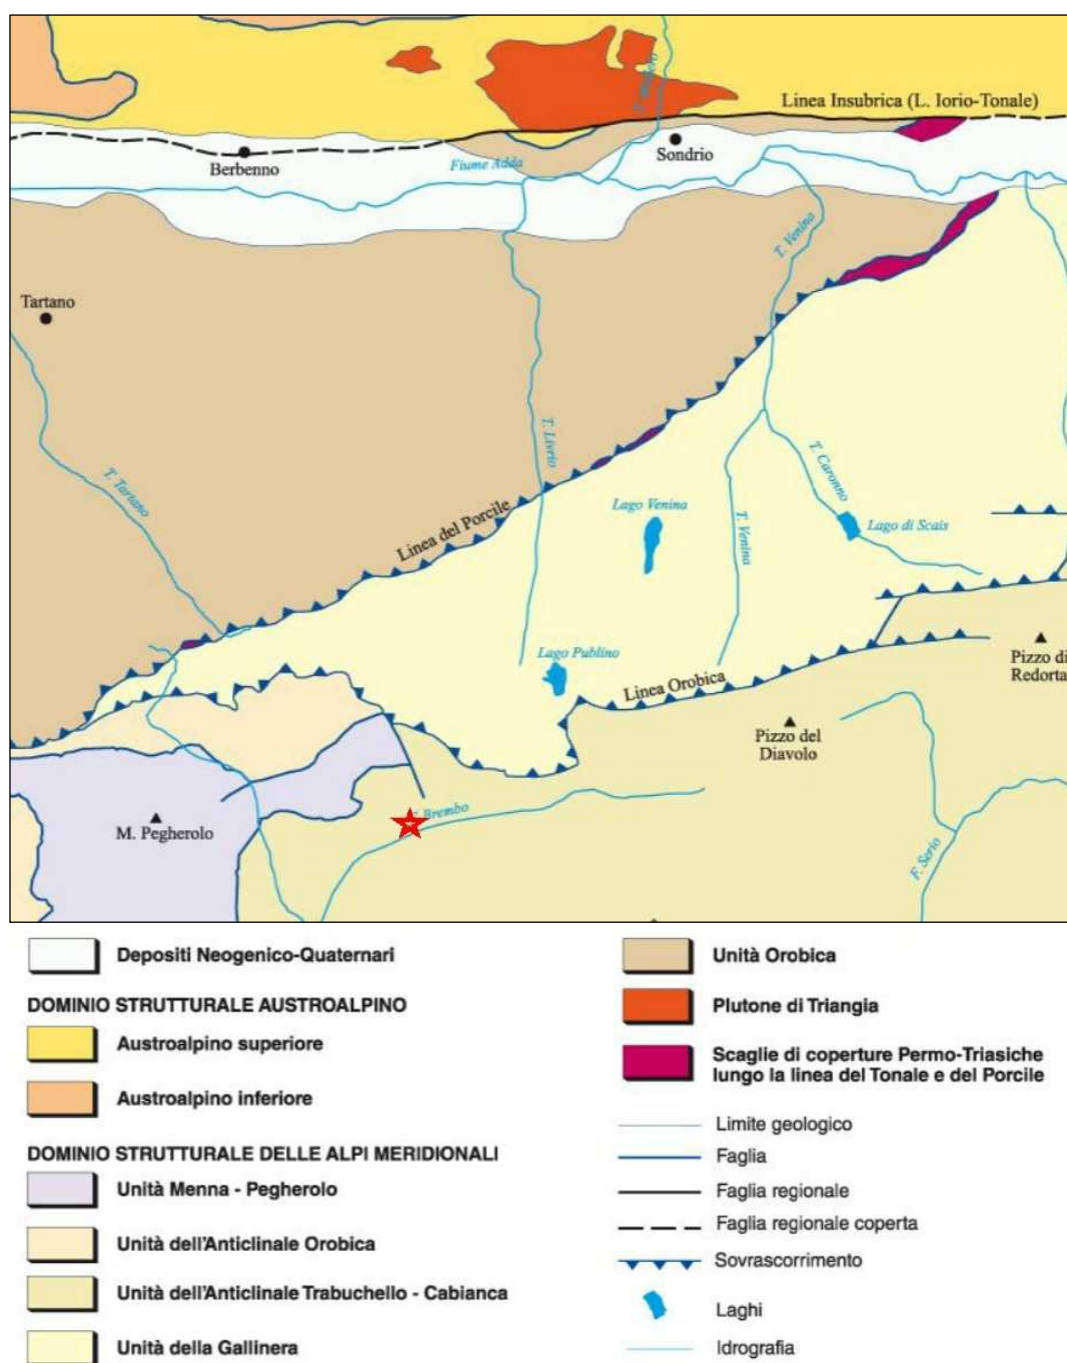 Linea Insubrica (L. Iorio-Tonale)
Berbenno
Fiume Adda
Sondrio
T. Venina
Tartano
T. Tartano
T. Livrio
Linea del Porcile
Lago Venina
T. Venina
T. Caronno
Lago di Scais
Lago Publino
Linea Orobica
Pizzo di
Redorta
Pizzo del
Diavolo
M. Pegherolo
Brembo
F. Serio
Depositi Neogenico-Quaternari
DOMINIO STRUTTURALE AUSTROALPINO
Austroalpino superiore
Austroalpino inferiore
DOMINIO STRUTTURALE DELLE ALPI MERIDIONALI
Unità Menna - Pegherolo
Unità dell'Anticlinale Orobica
Unità dell'Anticlinale Trabuchello - Cabianca
Unità della Gallinera
Unità Orobica
Plutone di Triangia
Scaglie di coperture Permo-Triasiche
lungo la linea del Tonale e del Porcile
Limite geologico
Faglia
Faglia regionale
Faglia regionale coperta
Sovrascorrimento
Laghi
Idrografia